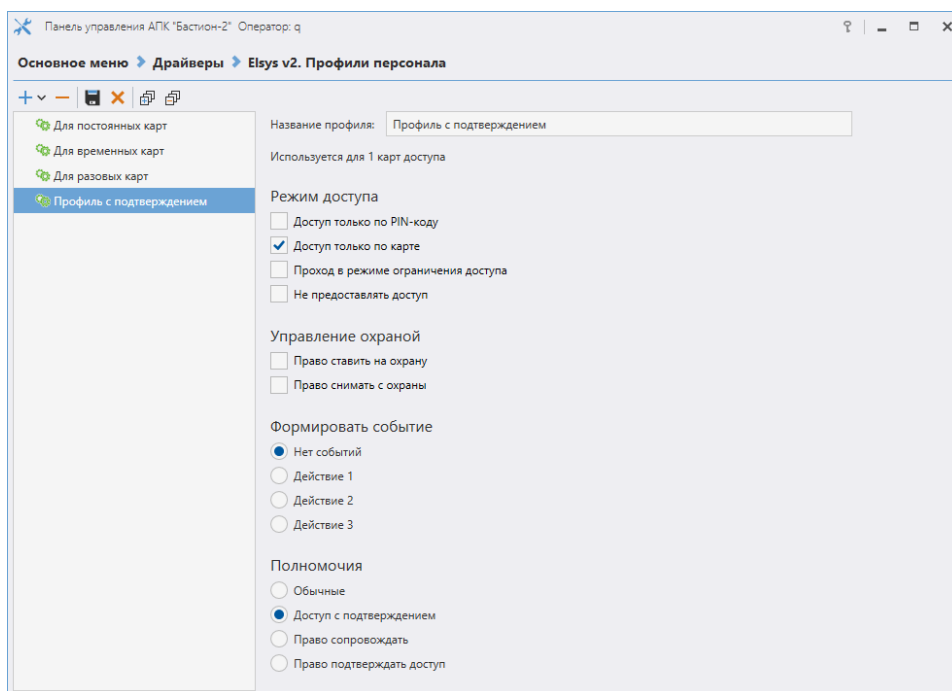 Панель управления АПК "Бастион-2" Оператор: q
Основное меню Драйверы Elsys v2. Профили персонала
Для постоянных карт
Для временных карт
Для разовых карт
Профиль с подтверждением
Название профиля: Профиль с подтверждением
Используется для 1 карт доступа
Режим доступа
Доступ только по PIN-коду
Доступ только по карте
Проход в режиме ограничения доступа
Не предоставлять доступ
Управление охраной
Право ставить на охрану
Право снимать с охраны
Формировать событие
Нет событий
Действие 1
Действие 2
Действие 3
Полномочия
Обычные
Доступ с подтверждением
Право сопровождать
Право подтверждать доступ